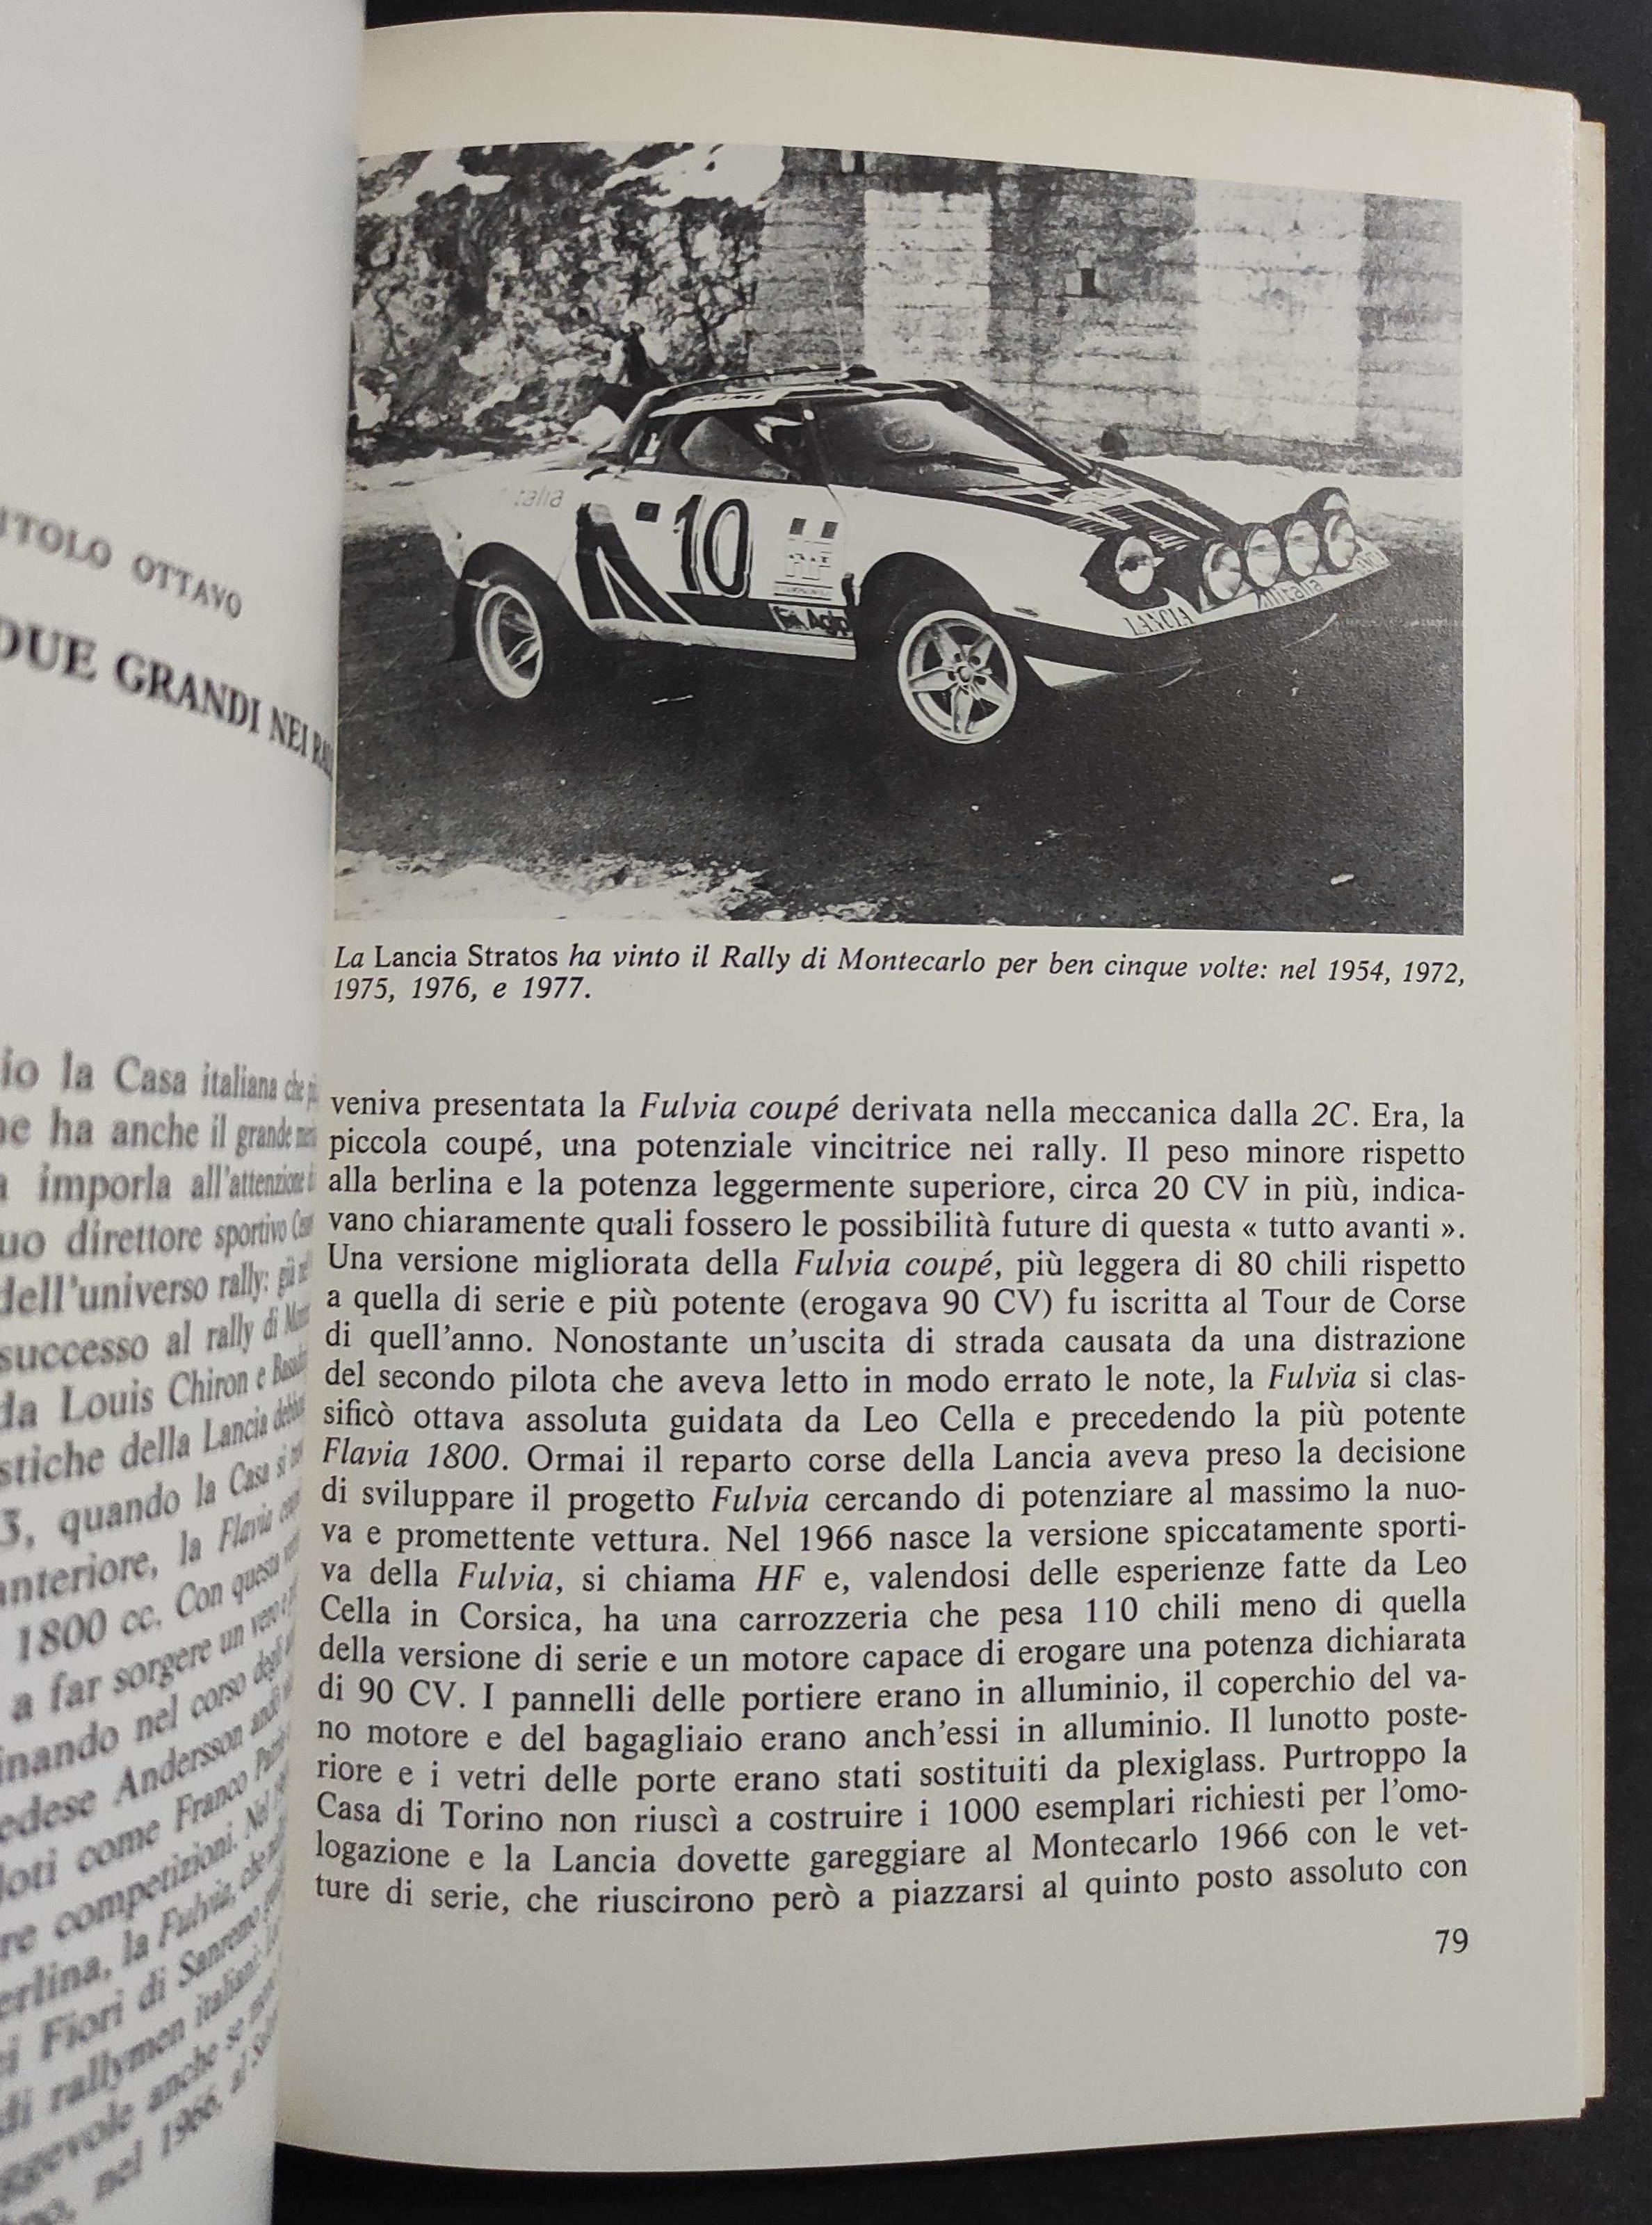 ITOLO OTTAVO
DUE GRANDI NEI
io la Casa italiana che
ha anche il grande
imporla all'attenzione
direttore sportivo
dell'universo rally: già
successo al rally di
da Louis Chiron e
stiche della Lancia
3, quando la Casa si
anteriore, la Flavia
1800 cc. Con questa
a far sorgere un vero
nando nel corso degli
Andersson
loti come Franco
re competizioni. Nel
erlina, la Fulvia, che
Fiori di Sanremo
di rallymen italiani:
ggevole anche se
nel 1966, al
talia
10
HF
LANCIA
Alitalia
La Lancia Stratos ha vinto il Rally di Montecarlo per ben cinque volte: nel 1954, 1972,
1975, 1976, e 1977.
veniva presentata la Fulvia coupé derivata nella meccanica dalla 2C. Era, la
piccola coupé, una potenziale vincitrice nei rally. Il peso minore rispetto
alla berlina e la potenza leggermente superiore, circa 20 CV in più, indica-
vano chiaramente quali fossero le possibilità future di questa « tutto avanti ».
Una versione migliorata della Fulvia coupé, più leggera di 80 chili rispetto
a quella di serie e più potente (erogava 90 CV) fu iscritta al Tour de Corse
di quell'anno. Nonostante un'uscita di strada causata da una distrazione
del secondo pilota che aveva letto in modo errato le note, la Fulvia si clas-
sificò ottava assoluta guidata da Leo Cella e precedendo la più potente
Flavia 1800. Ormai il reparto corse della Lancia aveva preso la decisione
di sviluppare il progetto Fulvia cercando di potenziare al massimo la nuo-
va e promettente vettura. Nel 1966 nasce la versione spiccatamente sporti-
va della Fulvia, si chiama HF e, valendosi delle esperienze fatte da Leo
Cella in Corsica, ha una carrozzeria che pesa 110 chili meno di quella
della versione di serie e un motore capace di erogare una potenza dichiarata
di 90 CV. I pannelli delle portiere erano in alluminio, il coperchio del va-
no motore e del bagagliaio erano anch'essi in alluminio. Il lunotto poste-
riore e i vetri delle porte erano stati sostituiti da plexiglass. Purtroppo la
Casa di Torino non riuscì a costruire i 1000 esemplari richiesti per l'omo-
logazione e la Lancia dovette gareggiare al Montecarlo 1966 con le vet-
ture di serie, che riuscirono però a piazzarsi al quinto posto assoluto con
79